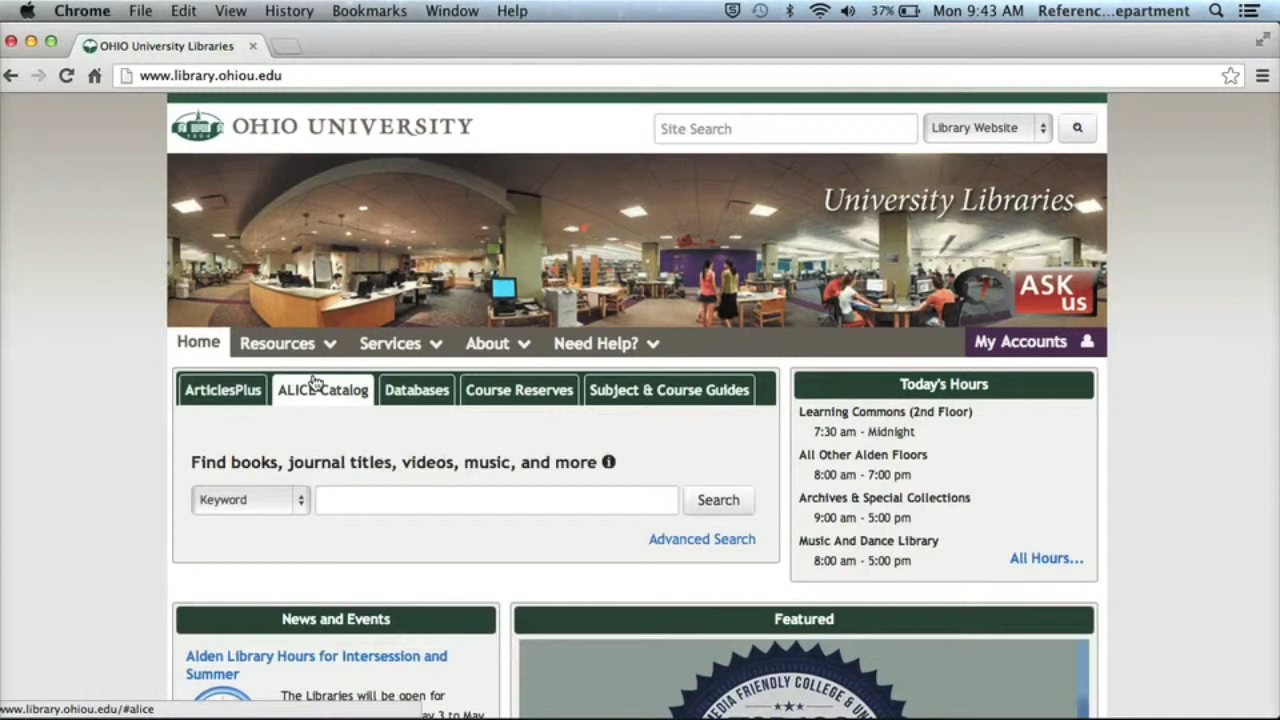 Chrome File Edit View History Bookmarks Window Help 37% Mon 9:43 AM Referenc...epartment
OHIO University Libraries
www.library.ohiou.edu
OHIO UNIVERSITY
Site Search
Library Website
University Libraries
ASK
us
Home Resources Services About Need Help? My Accounts
ArticlesPlus ALICE Catalog Databases Course Reserves Subject & Course Guides
Find books, journal titles, videos, music, and more
Keyword
Search
Advanced Search
Today's Hours
Learning Commons (2nd Floor)
7:30 am - Midnight
All Other Alden Floors
8:00 am - 7:00 pm
Archives & Special Collections
9:00 am - 5:00 pm
Music And Dance Library
8:00 am - 5:00 pm
All Hours...
News and Events
Alden Library Hours for Intersession and
Summer
The Libraries will be open for
Featured
MEDIA FRIENDLY COLLEGE &
www.library.ohiou.edu/#alice